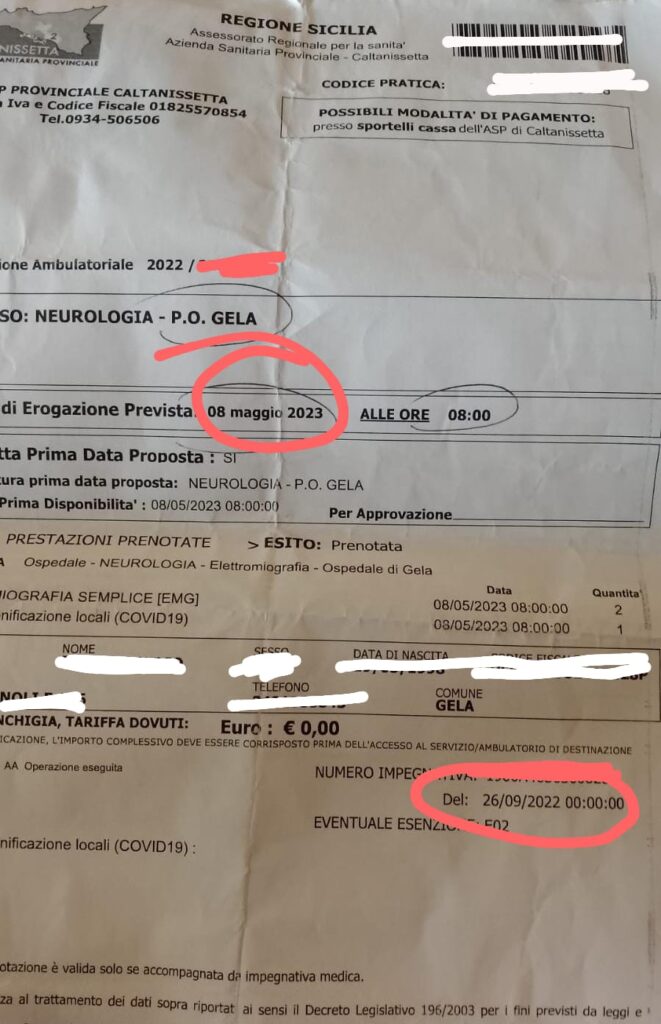 REGIONE SICILIA
Assessorato Regionale per la sanita'
Azienda Sanitaria Provinciale - Caltanissetta
NISSETTA
ANITARIA PROVINCIALE
CODICE PRATICA:
P PROVINCIALE CALTANISSETTA
Iva e Codice Fiscale 01825570854
Tel.0934-506506
POSSIBILI MODALITA' DI PAGAMENTO:
presso sportelli cassa dell'ASP di Caltanissetta
ione Ambulatoriale 2022 /
SO: NEUROLOGIA - P.O. GELA
di Erogazione Prevista: 08 maggio 2023 ALLE ORE 08:00
tta Prima Data Proposta : SI
tura prima data proposta: NEUROLOGIA - P.O. GELA
Prima Disponibilita' : 08/05/2023 08:00:00
Per Approvazione
PRESTAZIONI PRENOTATE > ESITO: Prenotata
A Ospedale - NEUROLOGIA - Elettromiografia - Ospedale di Gela
Data Quantita'
IOGRAFIA SEMPLICE [EMG] 08/05/2023 08:00:00 2
nificazione locali (COVID19) 08/05/2023 08:00:00 1
NOME SESSO DATA DI NASCITA
TELEFONO COMUNE
GELA
NCHIGIA, TARIFFA DOVUTI: Euro : € 0,00
ICAZIONE, L'IMPORTO COMPLESSIVO DEVE ESSERE CORRISPOSTO PRIMA DELL'ACCESSO AL SERVIZIO/AMBULATORIO DI DESTINAZIONE
AA Operazione eseguita
NUMERO IMPEGNATIVA:
Del: 26/09/2022 00:00:00
EVENTUALE ESENZIONE: E02
nificazione locali (COVID19) :
otazione è valida solo se accompagnata da impegnativa medica.
za al trattamento dei dati sopra riportat ai sensi il Decreto Legislativo 196/2003 per i fini previsti da leggi e